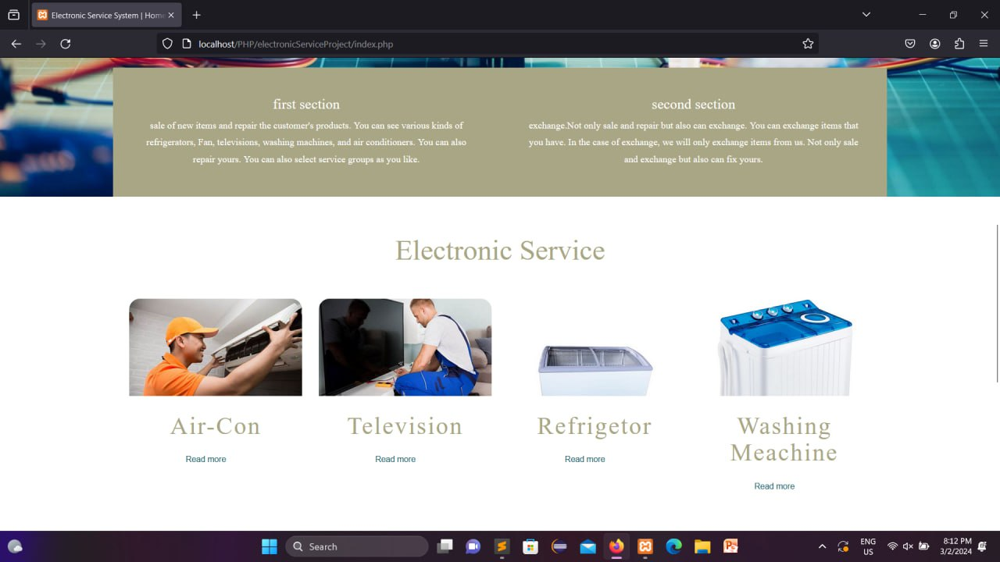 Electronic Service System | Home
localhost/PHP/electronicServiceProject/index.php
first section
sale of new items and repair the customer's products. You can see various kinds of
refrigerators, Fan, televisions, washing machines, and air conditioners. You can also
repair yours. You can also select service groups as you like.
second section
exchange.Not only sale and repair but also can exchange. You can exchange items that
you have. In the case of exchange, we will only exchange items from us. Not only sale
and exchange but also can fix yours.
Electronic Service
Air-Con
Read more
Television
Read more
Refrigetor
Read more
Washing
Meachine
Read more
Search
ENG
US
8:12 PM
3/2/2024